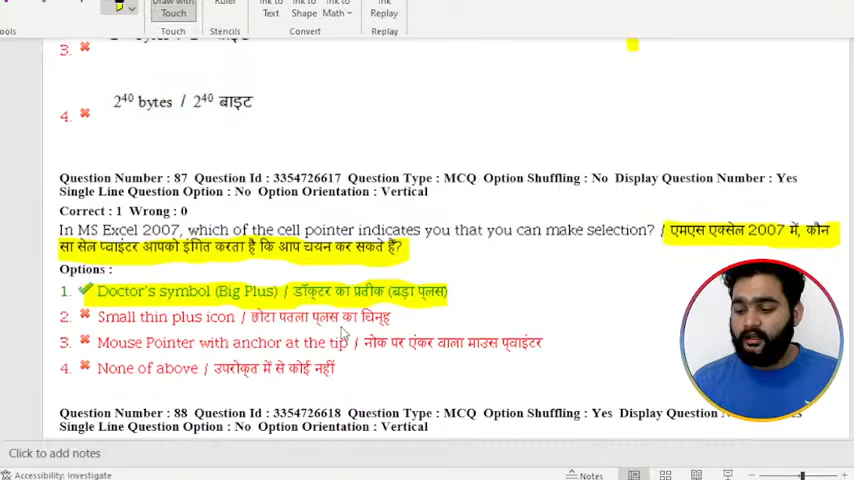 Draw with
Touch
Ruler
Ink to
Text
Ink to
Shape
Ink to
Math
Ink
Replay
ols
Touch
Stencils
Convert
Replay
3.
4.
2⁴⁰ bytes / 2⁴⁰ बाइट
Question Number : 87 Question Id : 3354726617 Question Type : MCQ Option Shuffling : No Display Question Number : Yes
Single Line Question Option : No Option Orientation : Vertical
Correct : 1 Wrong : 0
In MS Excel 2007, which of the cell pointer indicates you that you can make selection? / एमएस एक्सेल 2007 में, कौन
सा सेल प्वाइंटर आपको इंगित करता है कि आप चयन कर सकते हैं?
Options :
1. Doctor's symbol (Big Plus) / डॉक्टर का प्रतीक (बड़ा प्लस)
2. Small thin plus icon / छोटा पतला प्लस का चिन्ह
3. Mouse Pointer with anchor at the tip / नोक पर एंकर वाला माउस प्वाइंटर
4. None of above / उपरोक्त में से कोई नहीं
Question Number : 88 Question Id : 3354726618 Question Type : MCQ Option Shuffling : Yes Display Question N
Single Line Question Option : No Option Orientation : Vertical
Click to add notes
Accessibility: Investigate
Notes